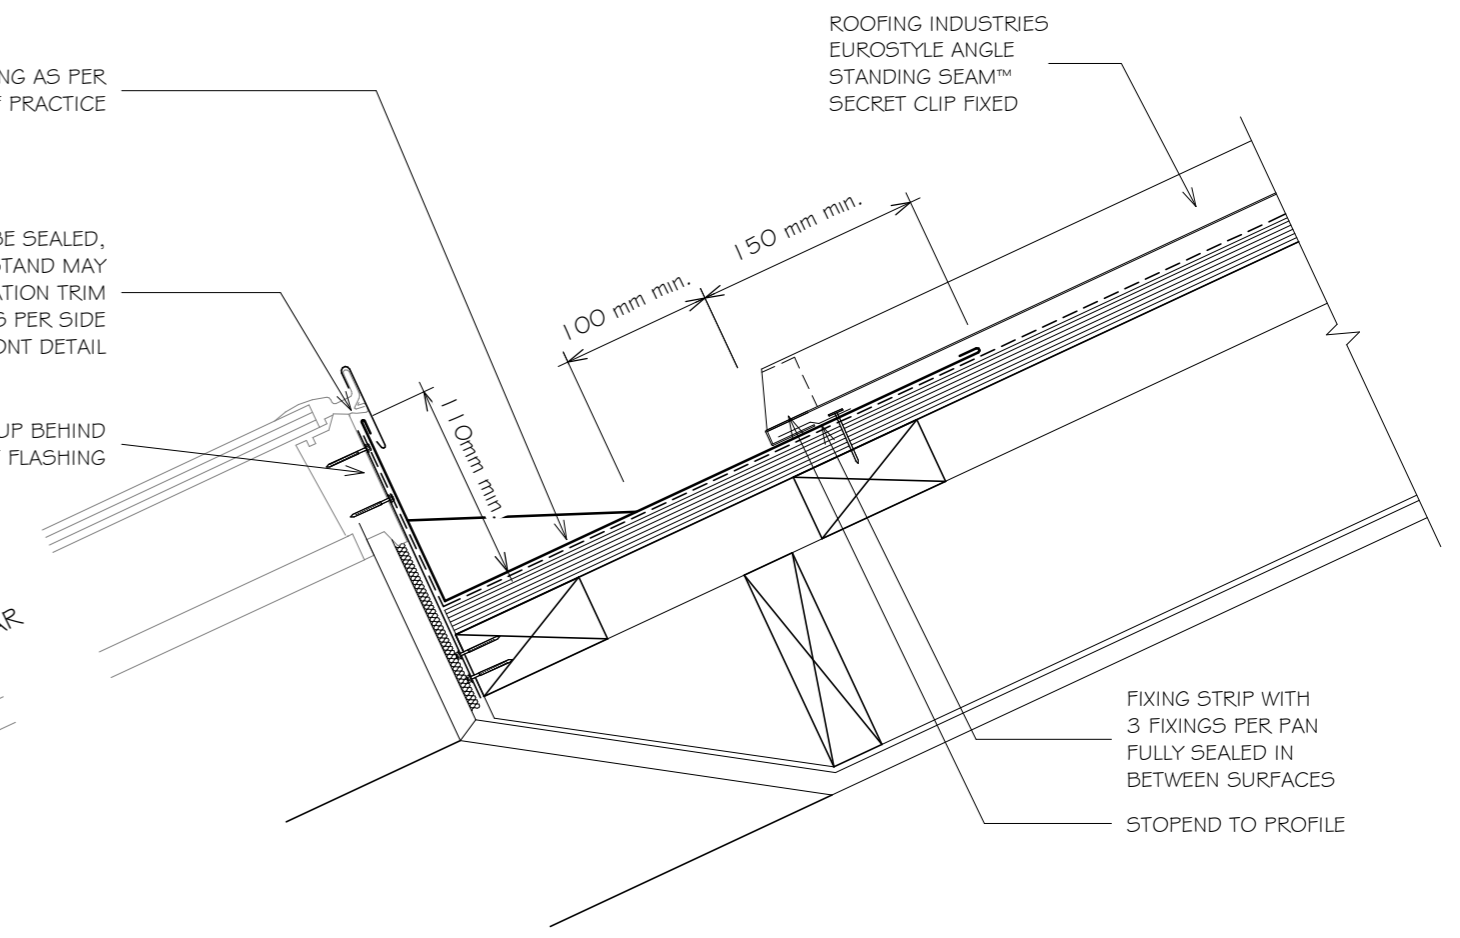 ROOFING INDUSTRIES
EUROSTYLE ANGLE
STANDING SEAM™
SECRET CLIP FIXED
NG AS PER
PRACTICE
150 mm min.
100 mm min.
BE SEALED,
STAND MAY
ATION TRIM
S PER SIDE
ONT DETAIL
110mm min.
UP BEHIND
FLASHING
AR
FIXING STRIP WITH
3 FIXINGS PER PAN
FULLY SEALED IN
BETWEEN SURFACES
STOPEND TO PROFILE